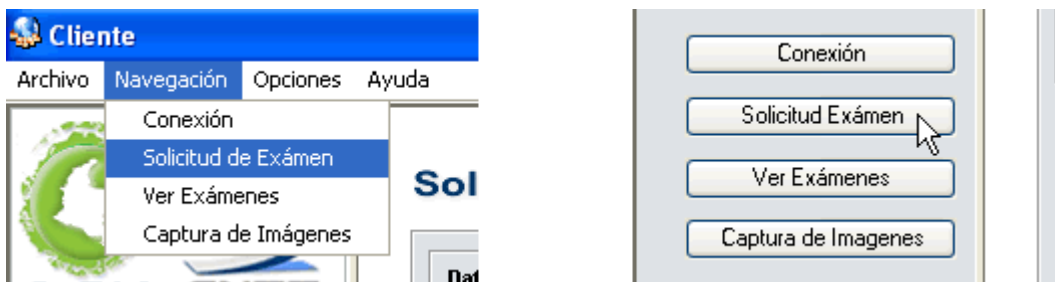 Cliente
Archivo Navegación Opciones Ayuda
Conexión
Solicitud de Exámen
Ver Exámenes
Captura de Imágenes
Sol
Dat
Conexión
Solicitud Exámen
Ver Exámenes
Captura de Imagenes